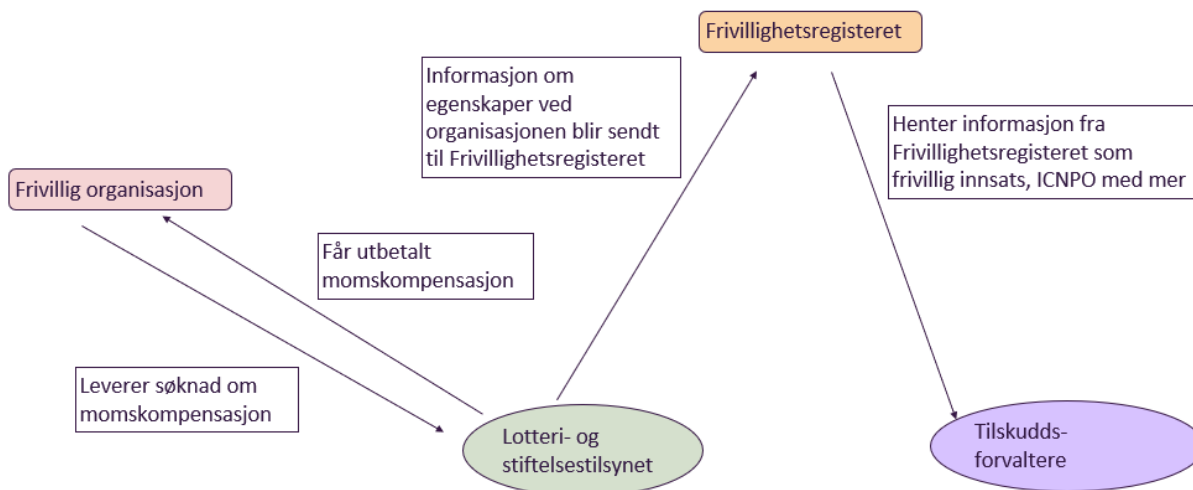 Frivillighetsregisteret
Informasjon om
egenskaper ved
organisasjonen blir sendt
til Frivillighetsregisteret
Henter informasjon fra
Frivillighetsregisteret som
frivillig innsats, ICNPO med mer
Frivillig organisasjon
Får utbetalt
momskompensasjon
Leverer søknad om
momskompensasjon
Lotteri- og
stiftelsestilsynet
Tilskudds-
forvaltere